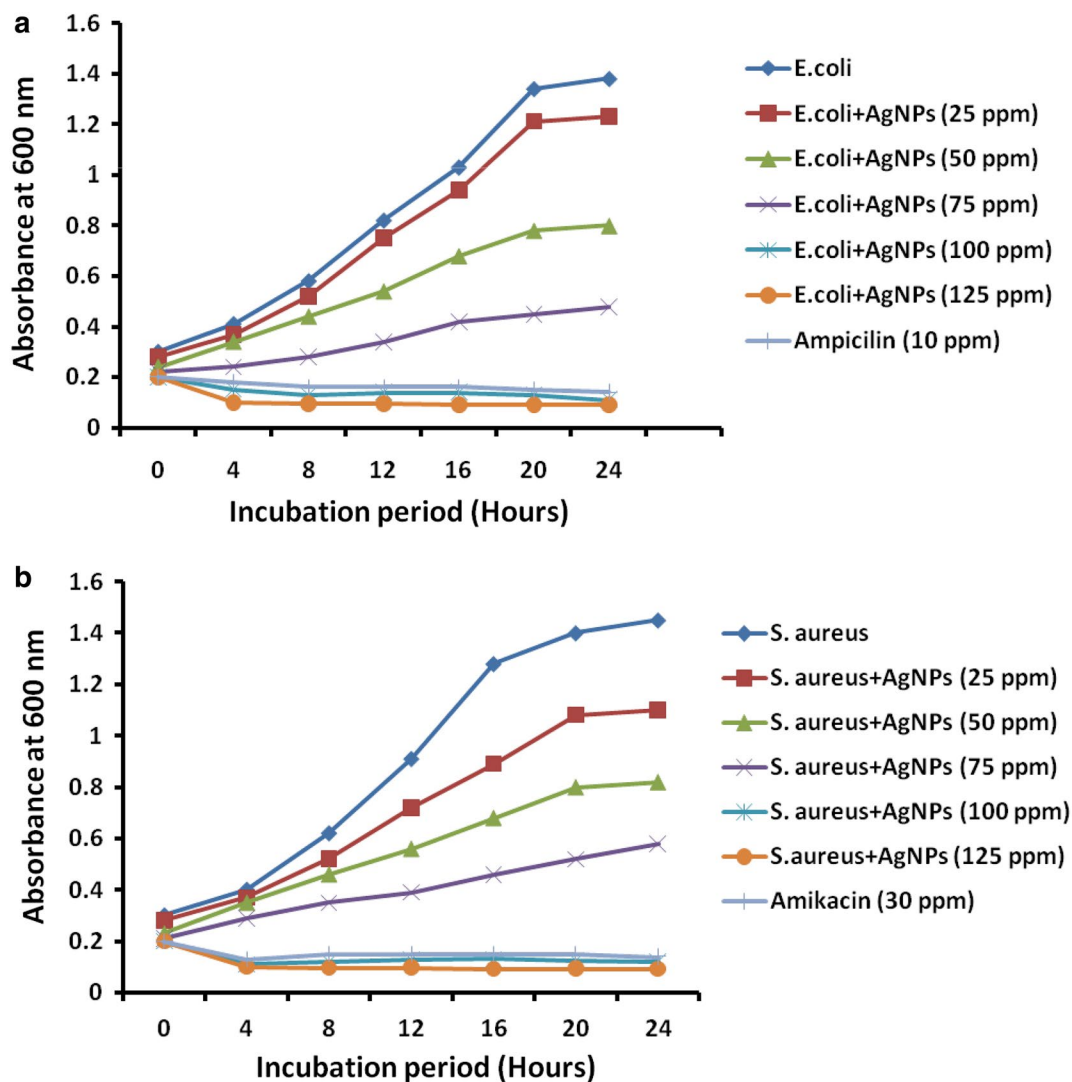 a
Absorbance at 600 nm
1.6
1.4
1.2
1
0.8
0.6
0.4
0.2
0
0 4 8 12 16 20 24
Incubation period (Hours)
E.coli
E.coli+AgNPs (25 ppm)
E.coli+AgNPs (50 ppm)
E.coli+AgNPs (75 ppm)
E.coli+AgNPs (100 ppm)
E.coli+AgNPs (125 ppm)
Ampicilin (10 ppm)
b
Absorbance at 600 nm
1.6
1.4
1.2
1
0.8
0.6
0.4
0.2
0
0 4 8 12 16 20 24
Incubation period (Hours)
S. aureus
S. aureus+AgNPs (25 ppm)
S. aureus+AgNPs (50 ppm)
S. aureus+AgNPs (75 ppm)
S. aureus+AgNPs (100 ppm)
S.aureus+AgNPs (125 ppm)
Amikacin (30 ppm)